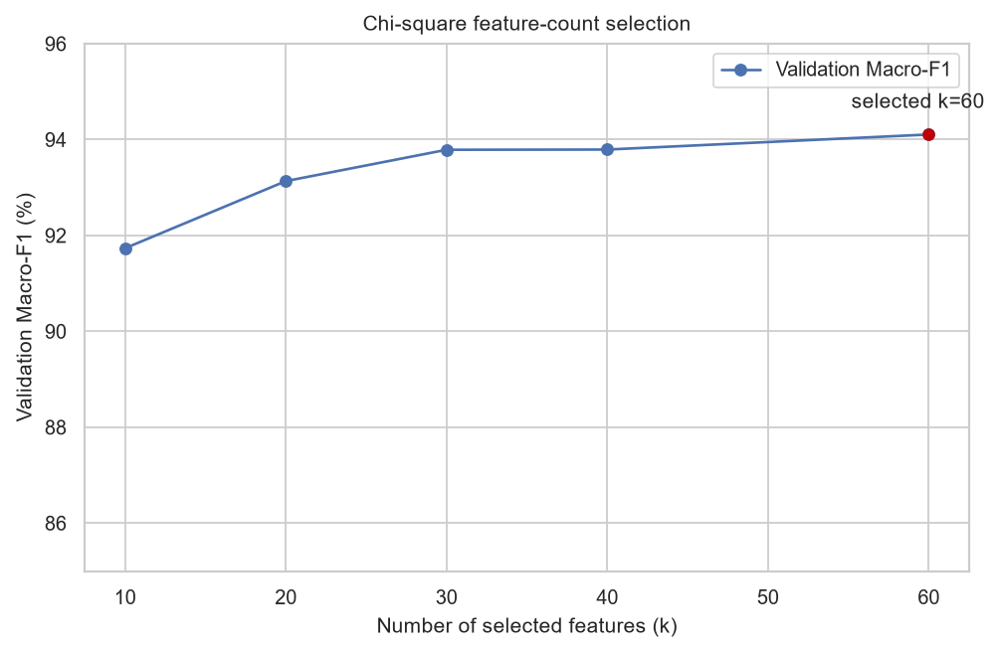 Chi-square feature-count selection
Validation Macro-F1
selected k=60
Validation Macro-F1 (%)
96
94
92
90
88
86
10 20 30 40 50 60
Number of selected features (k)